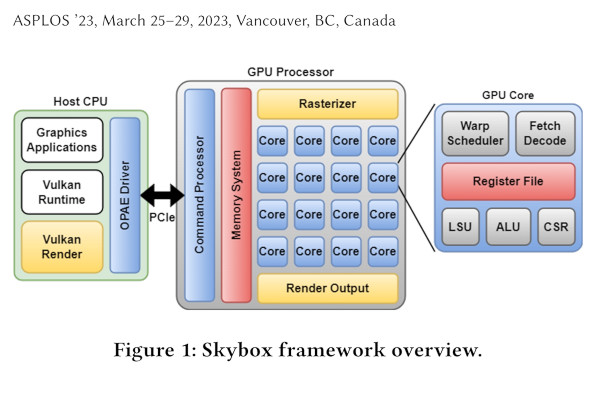 ASPLOS ’23, March 25–29, 2023, Vancouver, BC, Canada
Host CPU
Graphics
Applications
Vulkan
Runtime
Vulkan
Render
OPAE Driver
PCIe
GPU Processor
Command Processor
Memory System
Rasterizer
Core Core Core Core
Core Core Core Core
Core Core Core Core
Core Core Core Core
Render Output
GPU Core
Warp
Scheduler
Fetch
Decode
Register File
LSU ALU CSR
Figure 1: Skybox framework overview.